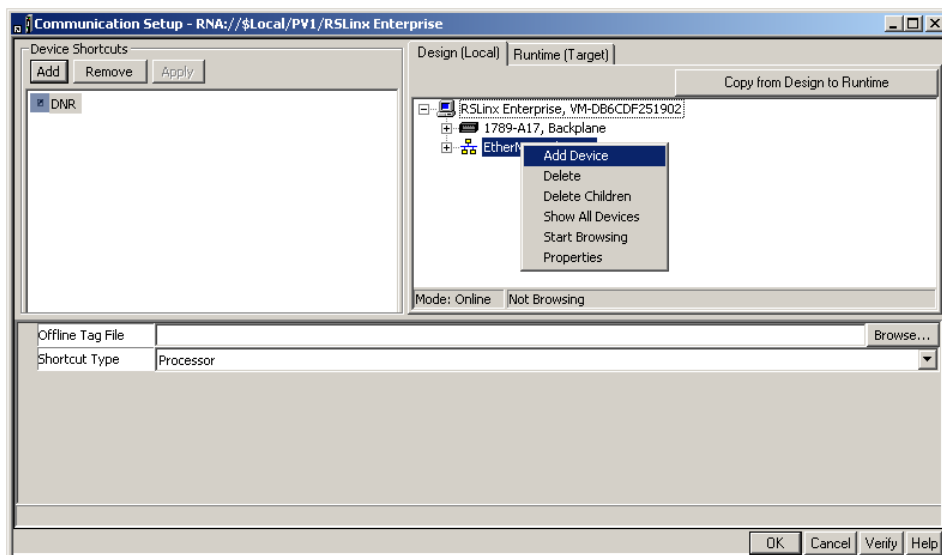 Communication Setup - RNA://$Local/PV1/RSLinx Enterprise
Device Shortcuts
Add Remove Apply
DNR
Design (Local) Runtime (Target)
Copy from Design to Runtime
RSLinx Enterprise, VM-DB6CDF251902
1789-A17, Backplane
Add Device
Delete
Delete Children
Show All Devices
Start Browsing
Properties
Mode: Online Not Browsing
Offline Tag File Browse...
Shortcut Type Processor
OK Cancel Verify Help